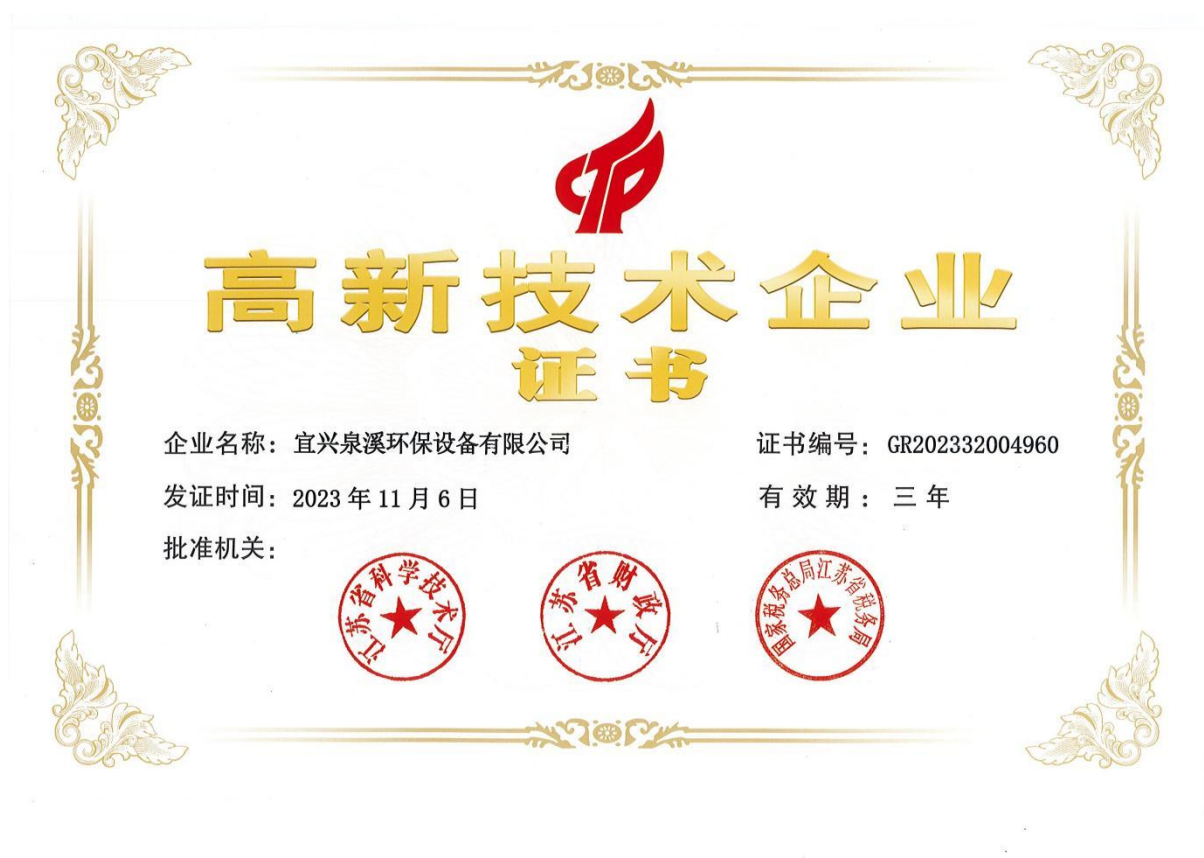 高新技术企业
证书
企业名称：宜兴泉溪环保设备有限公司
证书编号：GR202332004960
发证时间：2023年11月6日
有效期：三年
批准机关：
江苏省科学技术厅
江苏省财政厅
国家税务总局江苏省税务局